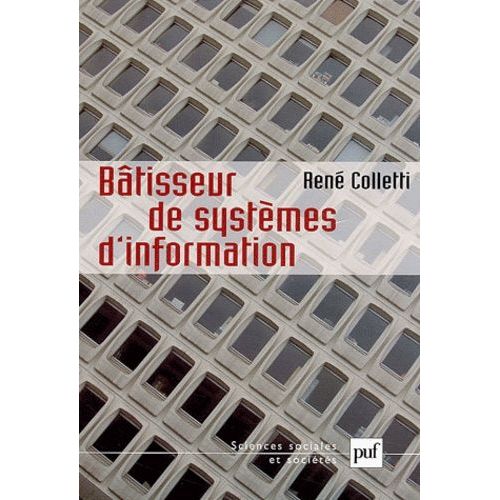 Bâtisseur
René Colletti
de systèmes
d'information
Sciences sociales
et sociétés
puf